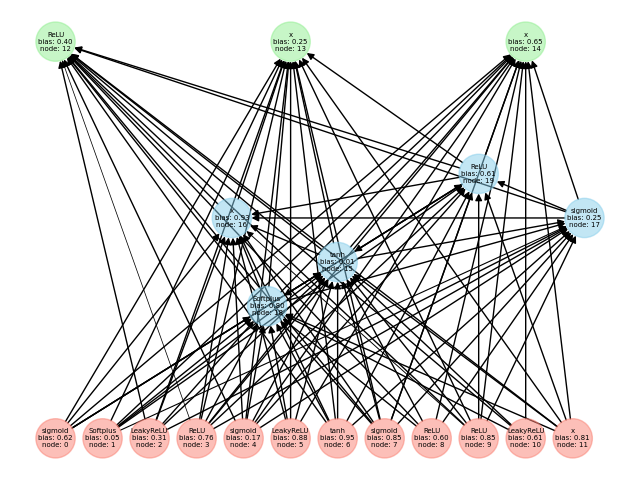 ReLU
bias: 0.40
node: 12
x
bias: 0.25
node: 13
x
bias: 0.65
node: 14
ReLU
bias: 0.61
node: 19
bias: 0.93
node: 16
sigmoid
bias: 0.25
node: 17
tanh
bias: 0.01
node: 15
Softplus
node: 18
sigmoid
bias: 0.62
node: 0
Softplus
bias: 0.05
node: 1
LeakyReLU
bias: 0.31
node: 2
ReLU
bias: 0.76
node: 3
sigmoid
bias: 0.17
node: 4
LeakyReLU
bias: 0.88
node: 5
tanh
bias: 0.95
node: 6
sigmoid
bias: 0.85
node: 7
ReLU
bias: 0.60
node: 8
ReLU
bias: 0.85
node: 9
LeakyReLU
bias: 0.61
node: 10
x
bias: 0.81
node: 11